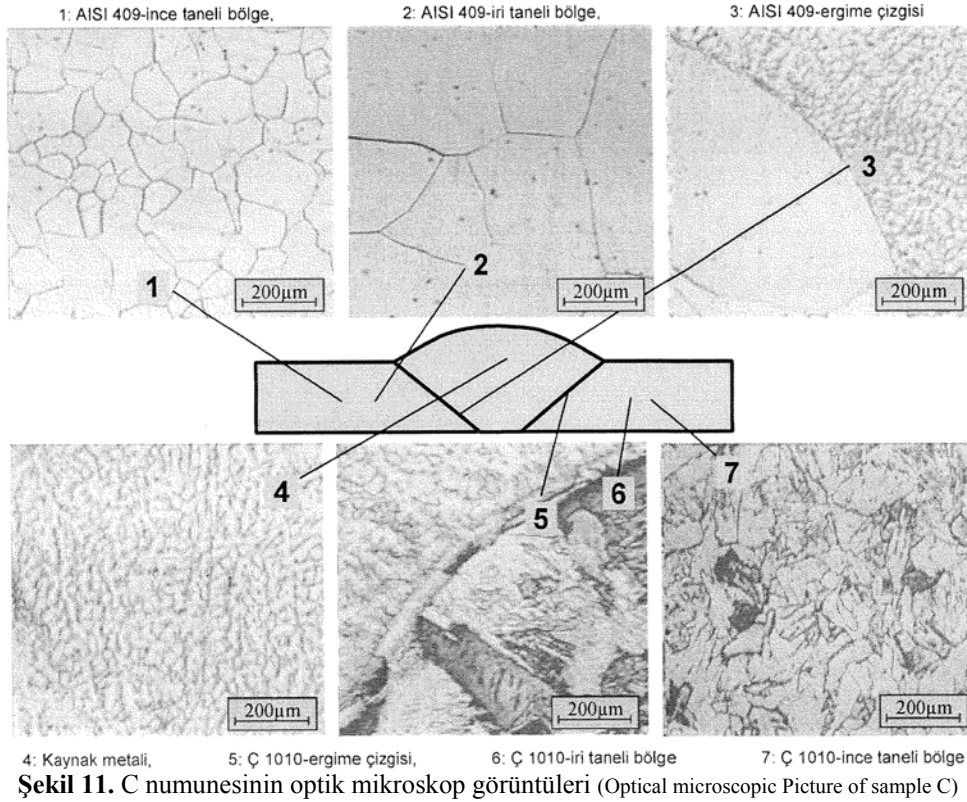 1: AISI 409-ince taneli bölge, 2: AISI 409-iri taneli bölge, 3: AISI 409-ergime çizgisi
200µm 200µm 200µm
1 2 3
4 5 6 7
200µm 200µm 200µm
4: Kaynak metali, 5: Ç 1010-ergime çizgisi, 6: Ç 1010-iri taneli bölge 7: Ç 1010-ince taneli bölge
Şekil 11. C numunesinin optik mikroskop görüntüleri (Optical microscopic Picture of sample C)